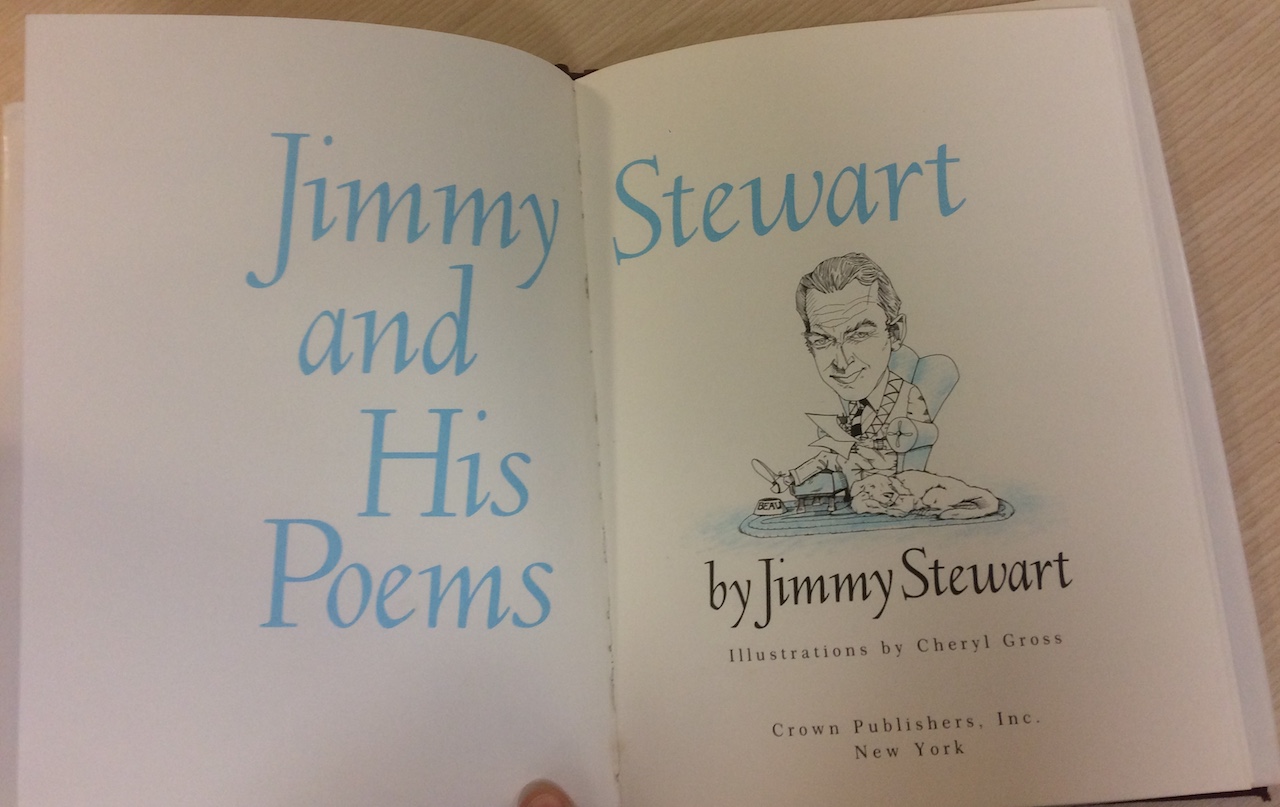 Jimmy Stewart
and
His
Poems
BEAU
by Jimmy Stewart
Illustrations by Cheryl Gross
Crown Publishers, Inc.
New York